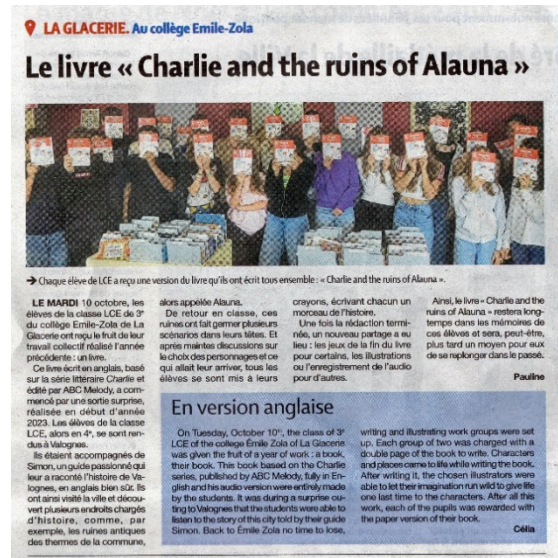 LA GLACERIE. Au collège Emile-Zola
Le livre « Charlie and the ruins of Alauna »
→ Chaque élève de LCE a reçu une version du livre qu'ils ont écrit tous ensemble : « Charlie and the ruins of Alauna ».
LE MARDI 10 octobre, les
élèves de la classe LCE de 3e
du collège Emile-Zola de La
Glacerie ont reçu le fruit de leur
travail collectif réalisé l'année
précédente : un livre.
Ce livre écrit en anglais, basé
sur la série littéraire Charlie et
édité par ABC Melody, a com-
mencé par une sortie surprise,
réalisée en début d'année
2023. Les élèves de la classe
LCE, alors en 4e, se sont ren-
dus à Valognes.
Ils étaient accompagnés de
Simon, un guide passionné qui
leur a raconté l'histoire de Va-
lognes, en anglais bien sûr. Ils
ont ainsi visité la ville et décou-
vert plusieurs endroits chargés
d'histoire, comme, par
exemple, les ruines antiques
des thermes de la commune,
alors appelée Alauna.
De retour en classe, ces
ruines ont fait germer plusieurs
scénarios dans leurs têtes. Et
après maintes discussions sur
le choix des personnages et ce
qui allait leur arriver, tous les
élèves se sont mis à leurs
crayons, écrivant chacun un
morceau de l'histoire.
Une fois la rédaction termi-
née, un nouveau partage a eu
lieu : les jeux de la fin du livre
pour certains, les illustrations
ou l'enregistrement de l'audio
pour d'autres.
Ainsi, le livre « Charlie and the
ruins of Alauna » restera long-
temps dans les mémoires de
ces élèves et sera, peut-être,
plus tard un moyen pour eux
de se replonger dans le passé.
Pauline
En version anglaise
On Tuesday, October 10th, the class of 3e
LCE of the college Émile Zola of La Glacerie
was given the fruit of a year of work : a book,
their book. This book based on the Charlie
series, published by ABC Melody, fully in En-
glish and his audio version were entirely made
by the students. It was during a surprise ou-
ting to Valognes that the students were able to
listen to the story of this city told by their guide
Simon. Back to Émile Zola no time to lose,
writing and illustrating work groups were set
up. Each group of two was charged with a
double page of the book to write. Characters
and places came to life while writing the book.
After writing it, the chosen illustrators were
able to let their imagination run wild to give life
one last time to the characters. After all this
work, each of the pupils was rewarded with
the paper version of their book.
Célia